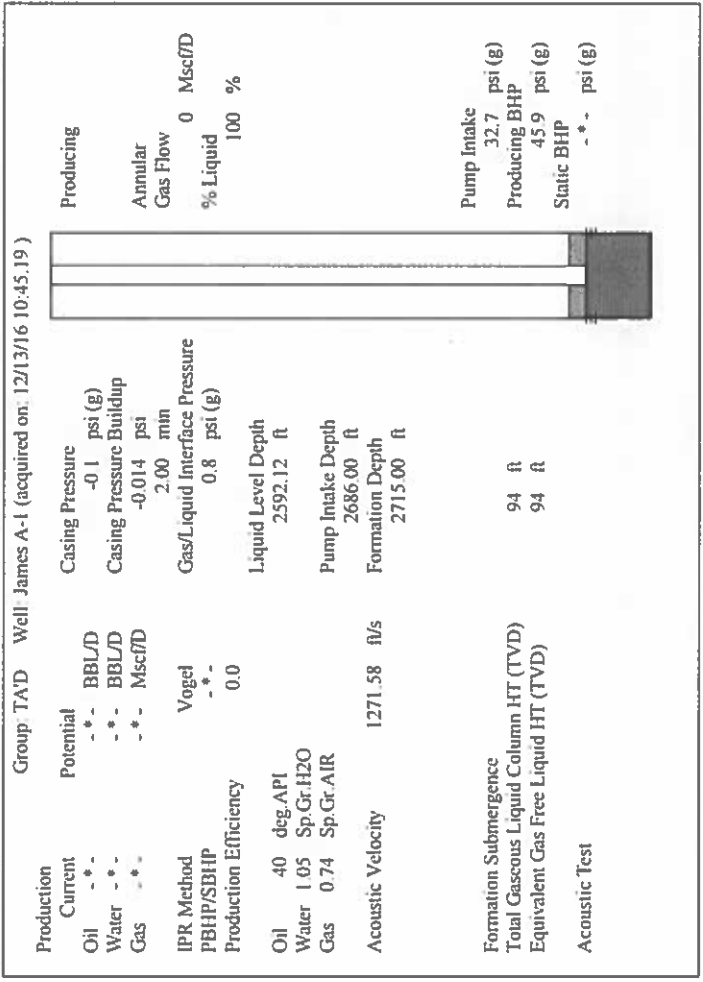 Group: TA'D Well: James A-1 (acquired on: 12/13/16 10:45.19 )
Production
Current Potential
Oil - * - - * - BBL/D
Water - * - - * - BBL/D
Gas - * - - * - Mscf/D
IPR Method Vogel
PBHP/SBHP - * -
Production Efficiency 0.0
Oil 40 deg.API
Water 1.05 Sp.Gr.H2O
Gas 0.74 Sp.Gr.AIR
Acoustic Velocity 1271.58 ft/s
Formation Submergence
Total Gaseous Liquid Column HT (TVD) 94 ft
Equivalent Gas Free Liquid HT (TVD) 94 ft
Acoustic Test
Casing Pressure
-0.1 psi (g)
Casing Pressure Buildup
-0.014 psi
2.00 min
Gas/Liquid Interface Pressure
0.8 psi (g)
Liquid Level Depth
2592.12 ft
Pump Intake Depth
2686.00 ft
Formation Depth
2715.00 ft
Producing
Annular
Gas Flow
0 Mscf/D
% Liquid
100 %
Pump Intake
32.7 psi (g)
Producing BHP
45.9 psi (g)
Static BHP
- * - psi (g)